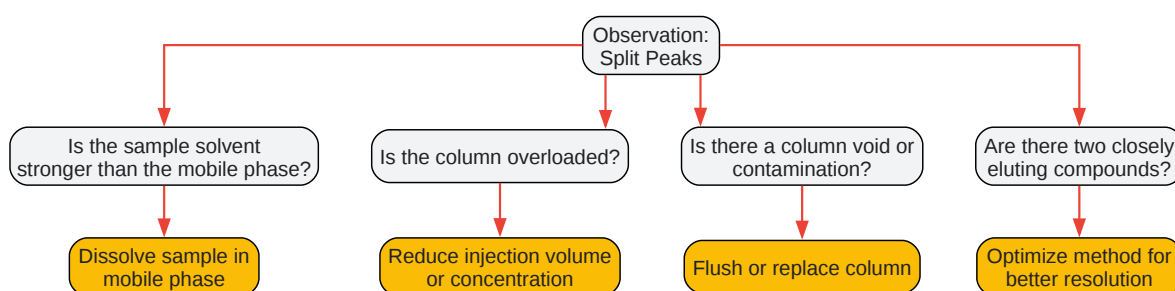 Observation:
Split Peaks
Is the sample solvent
stronger than the mobile phase?
Is the column overloaded?
Is there a column void or
contamination?
Are there two closely
eluting compounds?
Dissolve sample in
mobile phase
Reduce injection volume
or concentration
Flush or replace column
Optimize method for
better resolution